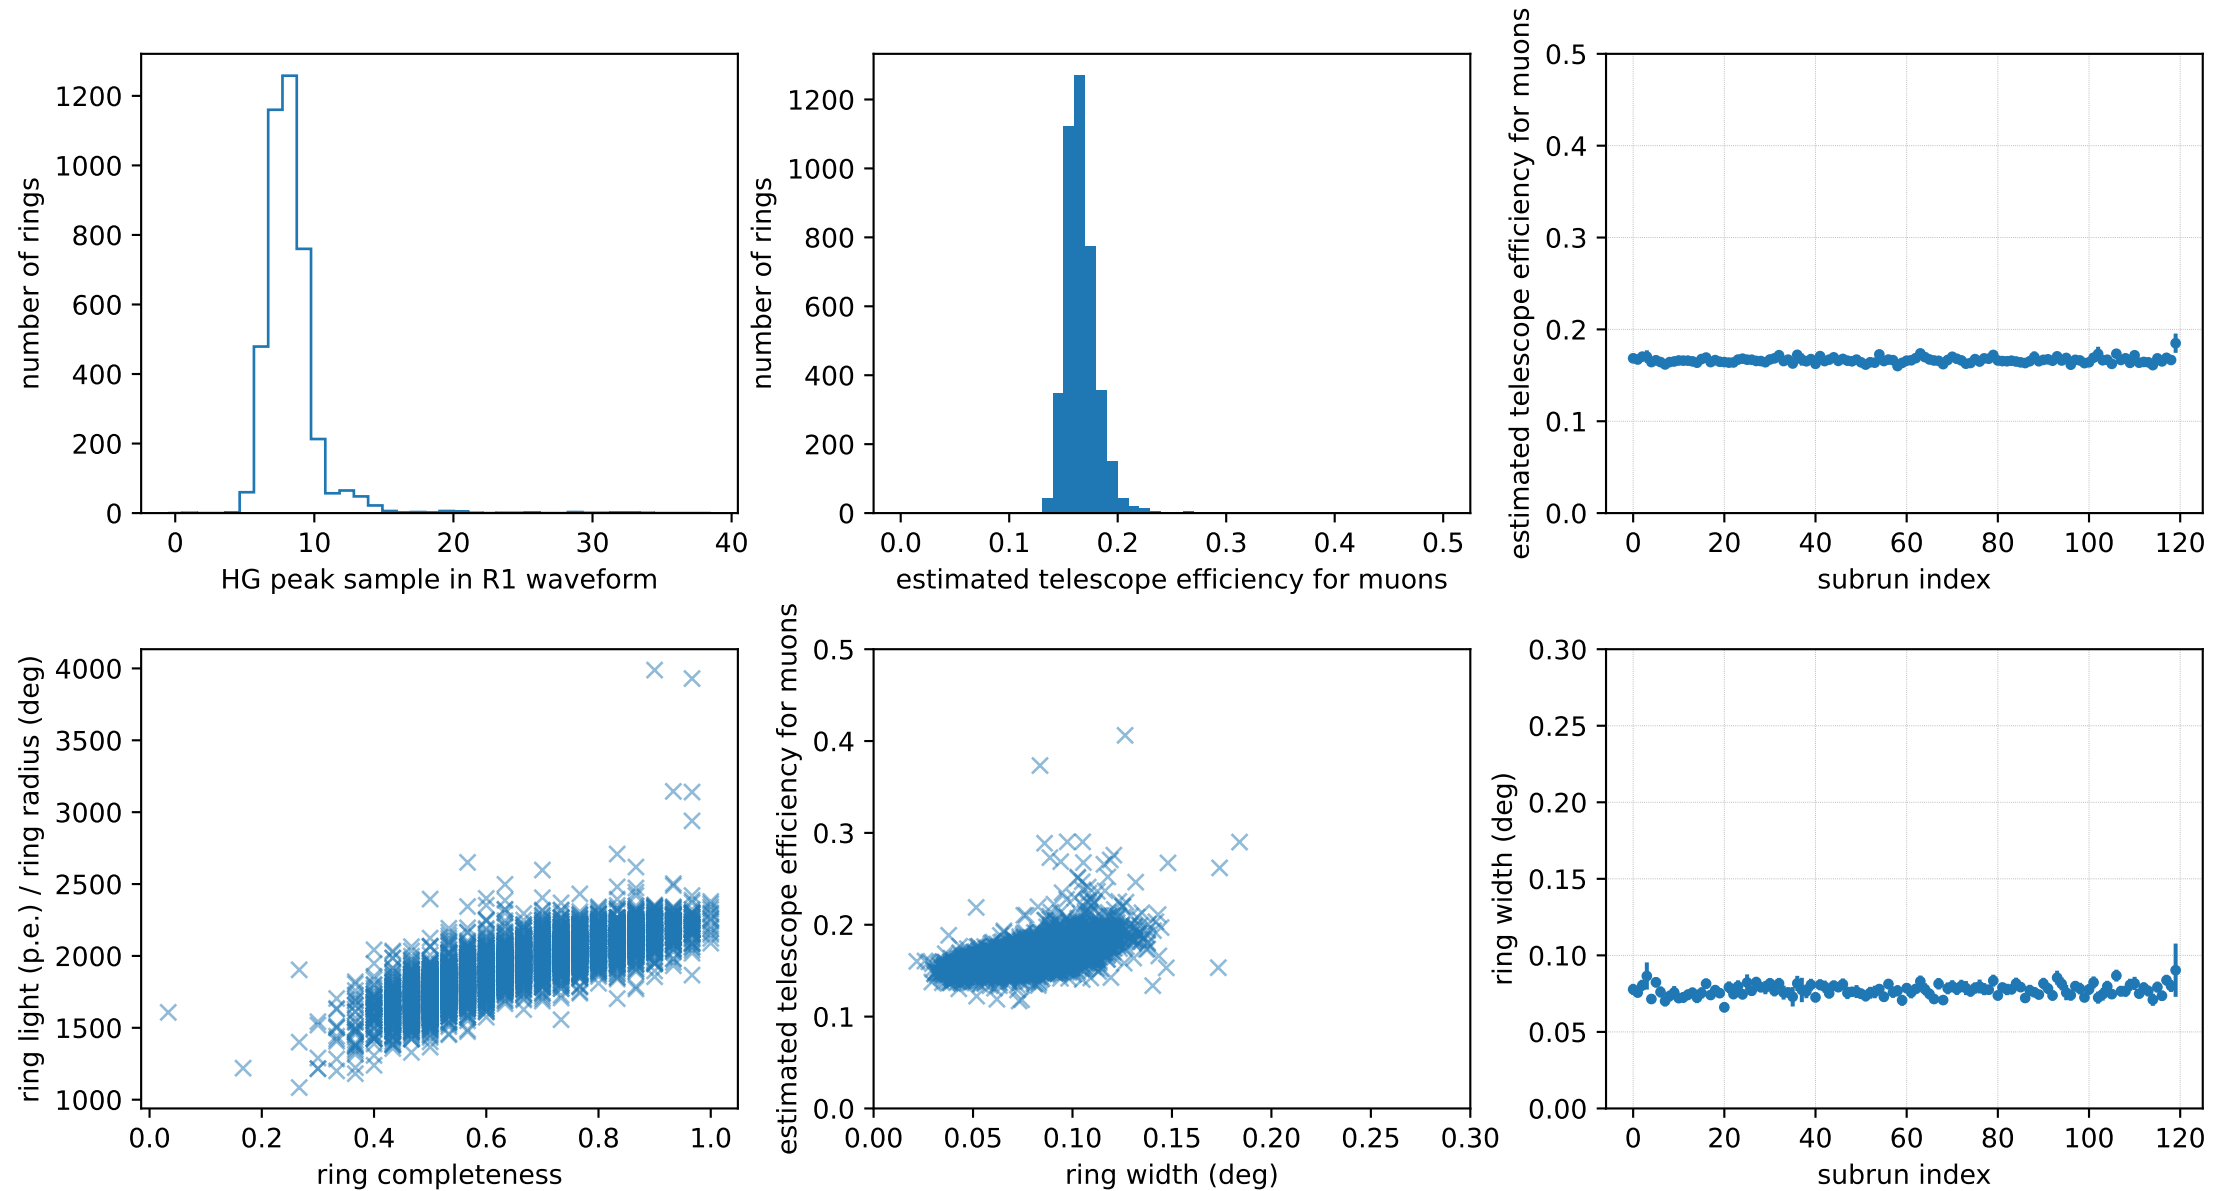 number of rings
1200
1000
800
600
400
200
0
0 10 20 30 40
HG peak sample in R1 waveform
number of rings
1200
1000
800
600
400
200
0
0.0 0.1 0.2 0.3 0.4 0.5
estimated telescope efficiency for muons
estimated telescope efficiency for muons
0.5
0.4
0.3
0.2
0.1
0.0
0 20 40 60 80 100 120
subrun index
ring light (p.e.) / ring radius (deg)
4000
3500
3000
2500
2000
1500
1000
0.0 0.2 0.4 0.6 0.8 1.0
ring completeness
estimated telescope efficiency for muons
0.5
0.4
0.3
0.2
0.1
0.0
0.00 0.05 0.10 0.15 0.20 0.25 0.30
ring width (deg)
ring width (deg)
0.30
0.25
0.20
0.15
0.10
0.05
0.00
0 20 40 60 80 100 120
subrun index